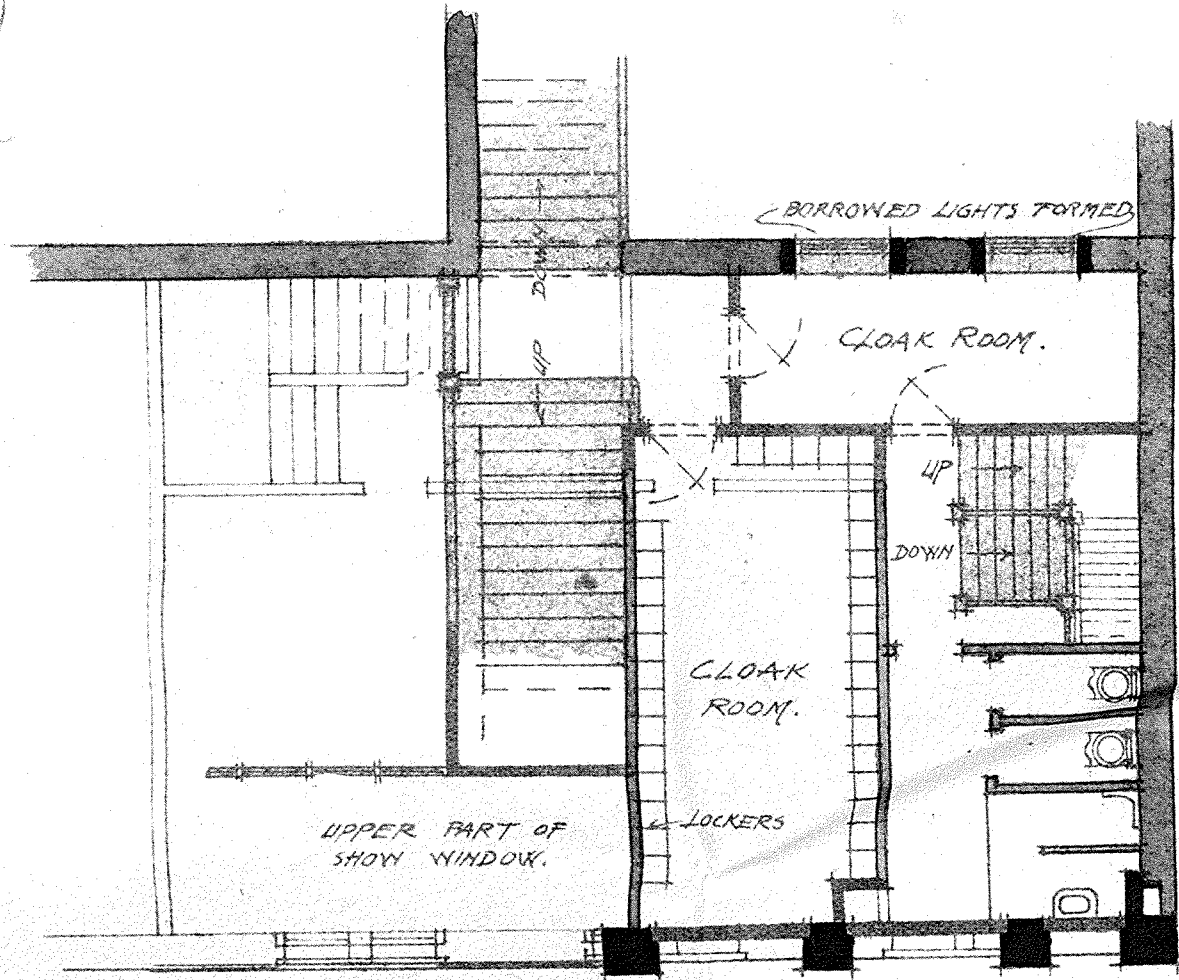 BORROWED LIGHTS FORMED
DOWN
UP
CLOAK ROOM.
UP
DOWN
CLOAK
ROOM.
LOCKERS
UPPER PART OF
SHOW WINDOW.